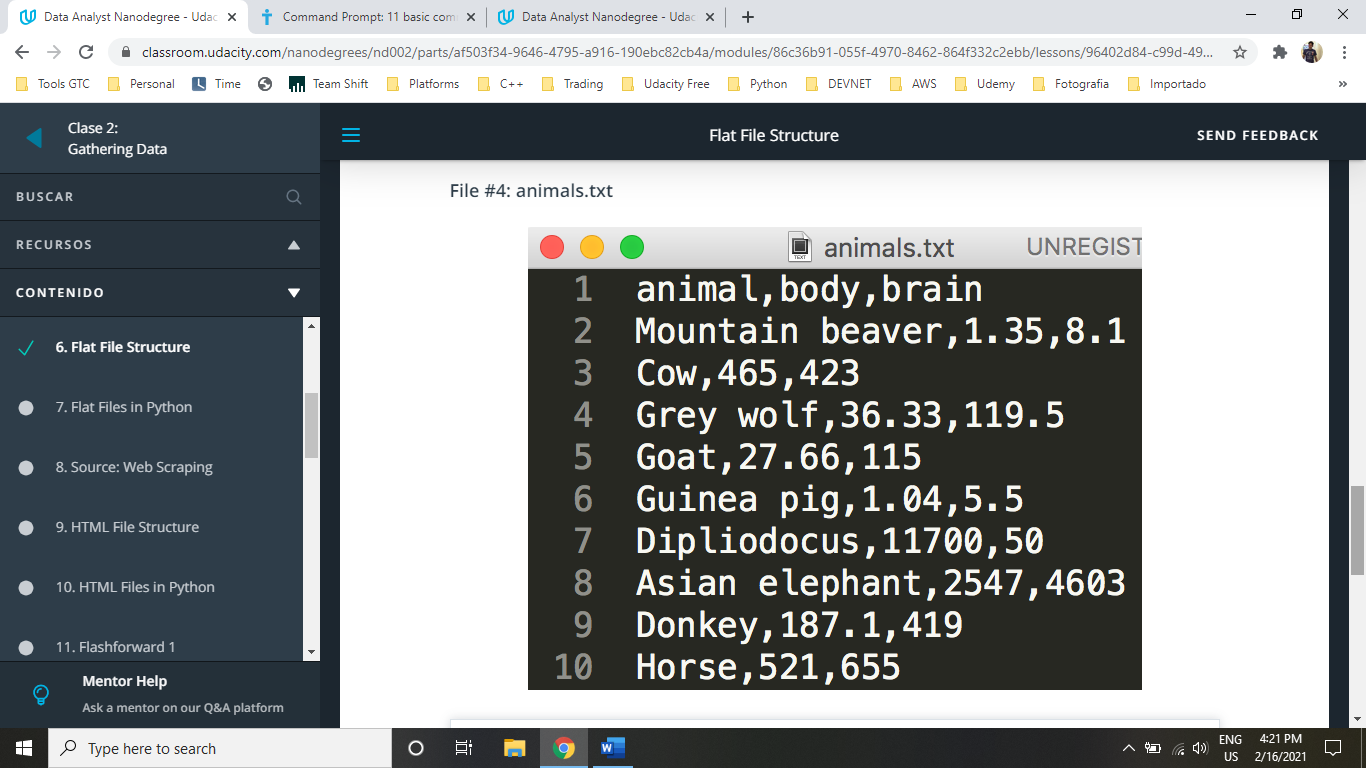 Data Analyst Nanodegree - Udac
Command Prompt: 11 basic com
Data Analyst Nanodegree - Udac
classroom.udacity.com/nanodegrees/nd002/parts/af503f34-9646-4795-a916-190ebc82cb4a/modules/86c36b91-055f-4970-8462-864f332c2ebb/lessons/96402d84-c99d-49...
Tools GTC Personal Time Team Shift Platforms C++ Trading Udacity Free Python DEVNET AWS Udemy Fotografia Importado »
Clase 2:
Gathering Data
Flat File Structure
SEND FEEDBACK
BUSCAR
RECURSOS
CONTENIDO
6. Flat File Structure
7. Flat Files in Python
8. Source: Web Scraping
9. HTML File Structure
10. HTML Files in Python
11. Flashforward 1
Mentor Help
Ask a mentor on our Q&A platform
File #4: animals.txt
TEXT
animals.txt
UNREGIST
1 animal,body,brain
2 Mountain beaver,1.35,8.1
3 Cow,465,423
4 Grey wolf,36.33,119.5
5 Goat,27.66,115
6 Guinea pig,1.04,5.5
7 Dipliodocus,11700,50
8 Asian elephant,2547,4603
9 Donkey,187.1,419
10 Horse,521,655
Type here to search
ENG
US
4:21 PM
2/16/2021